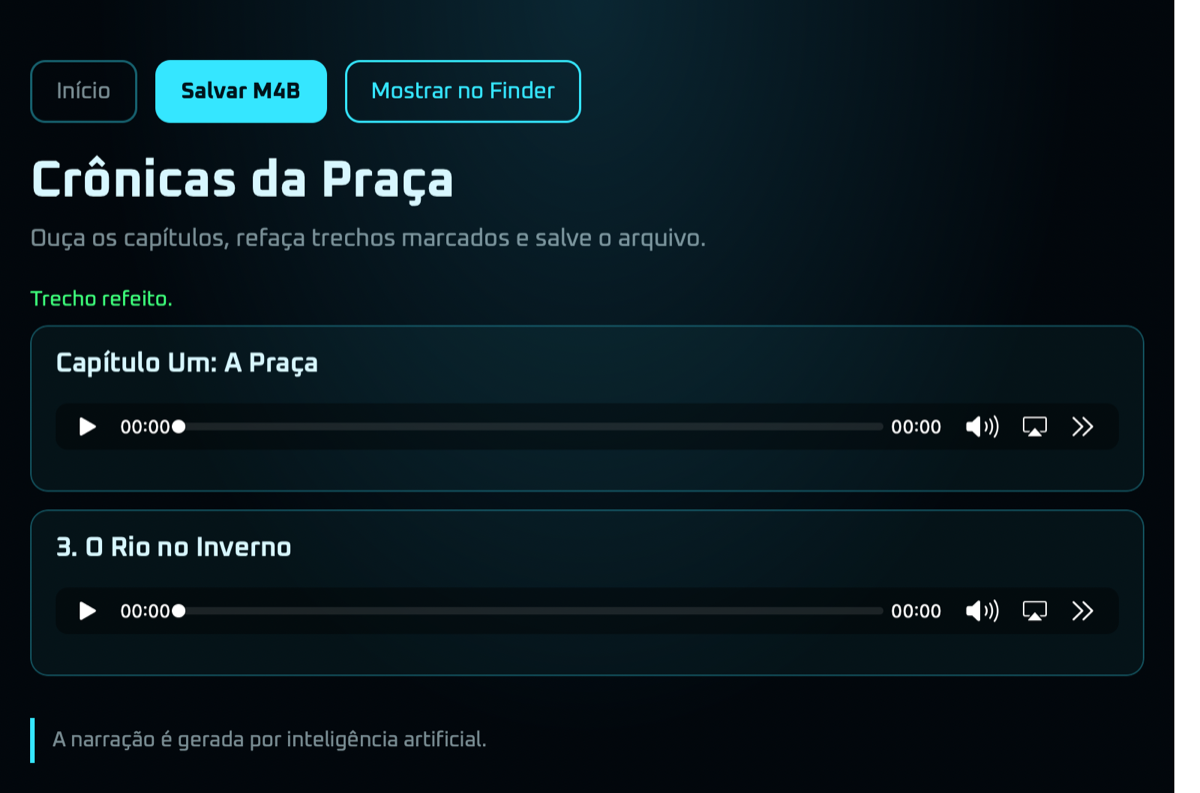 Início Salvar M4B Mostrar no Finder
Crônicas da Praça
Ouça os capítulos, refaça trechos marcados e salve o arquivo.
Trecho refeito.
Capítulo Um: A Praça
00:00 00:00
3. O Rio no Inverno
00:00 00:00
A narração é gerada por inteligência artificial.